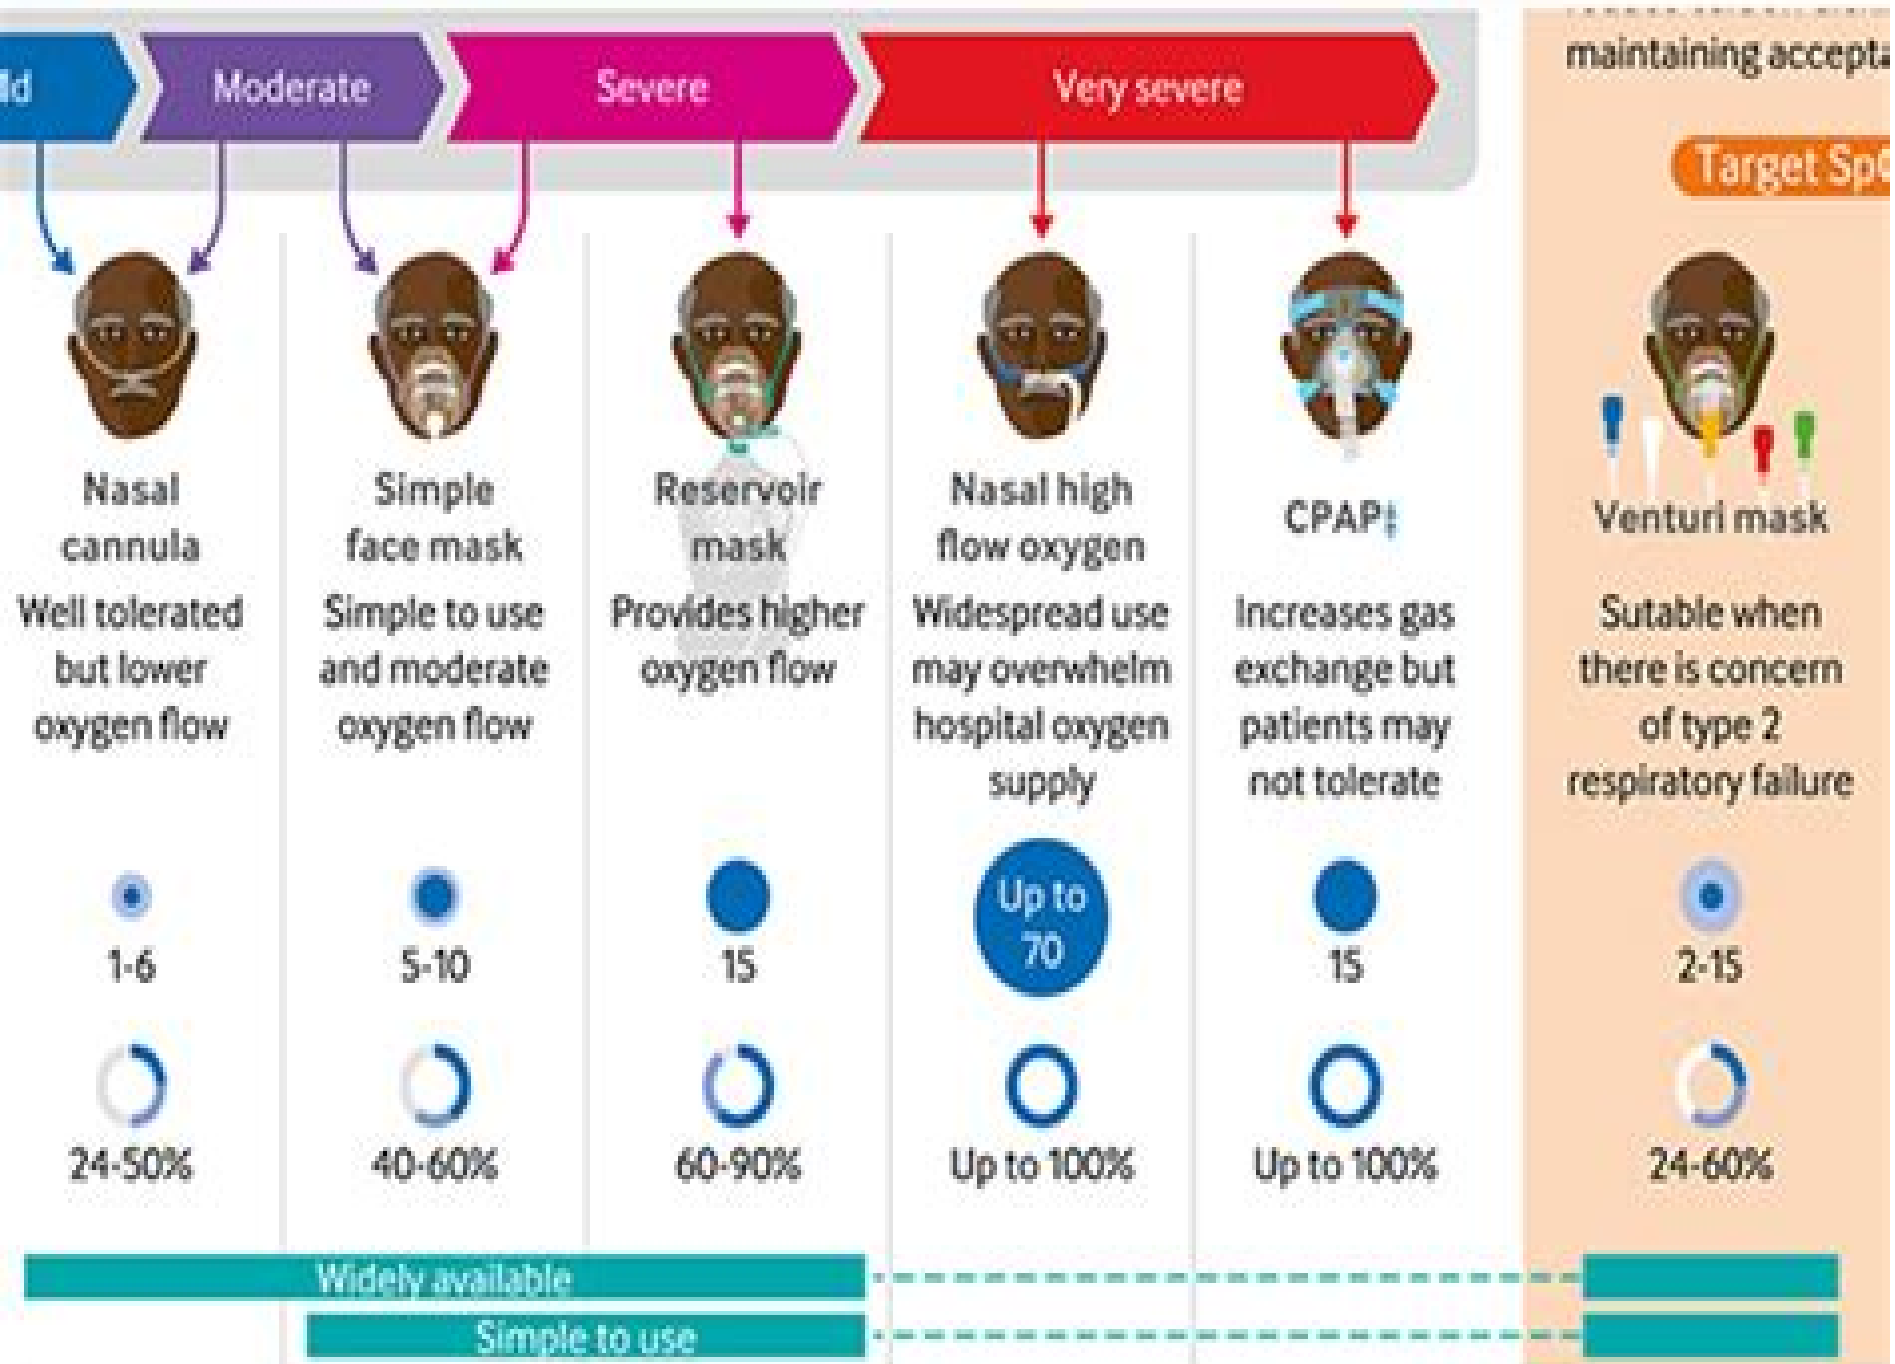 ld
Moderate
Severe
Very severe
maintaining accepta
Target SpO
Nasal
cannula
Well tolerated
but lower
oxygen flow
1-6
24-50%
Simple
face mask
Simple to use
and moderate
oxygen flow
5-10
40-60%
Reservoir
mask
Provides higher
oxygen flow
15
60-90%
Nasal high
flow oxygen
Widespread use
may overwhelm
hospital oxygen
supply
Up to
70
Up to 100%
CPAP‡
Increases gas
exchange but
patients may
not tolerate
15
Up to 100%
Venturi mask
Sutable when
there is concern
of type 2
respiratory failure
2-15
24-60%
Widely available
Simple to use